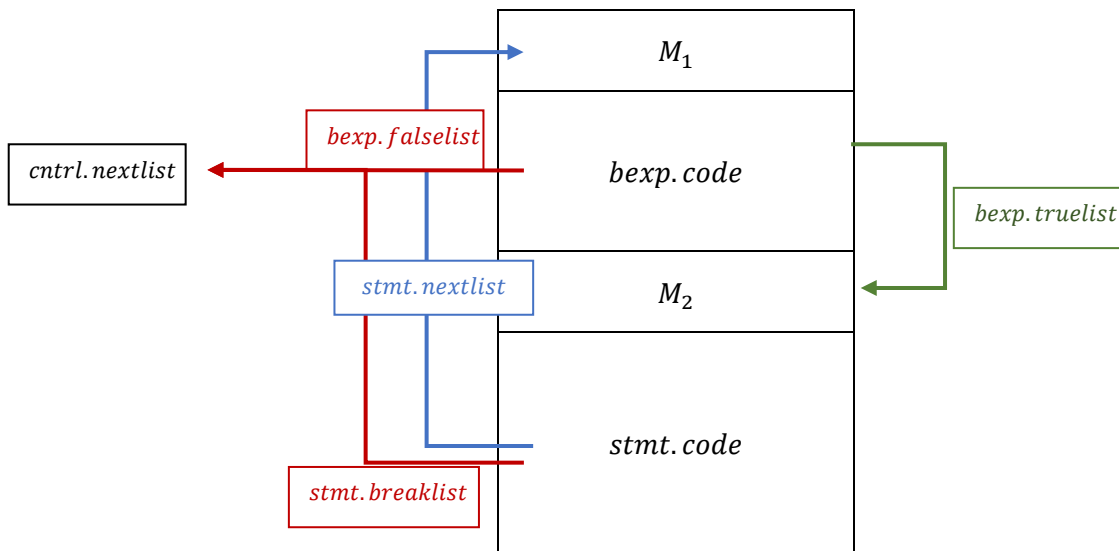 M₁
bexp.falselist
cntrl.nextlist
bexp.code
bexp.truelist
stmt.nextlist
M₂
stmt.code
stmt.breaklist